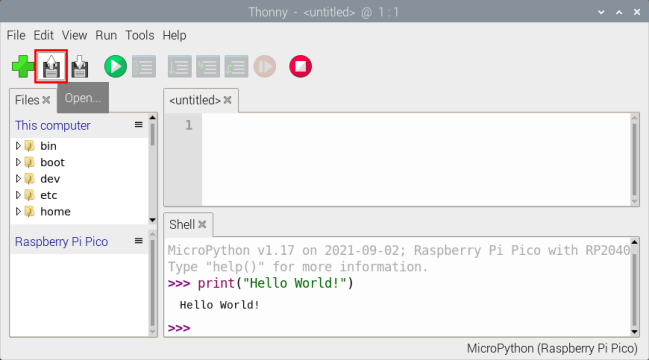 Thonny - <untitled> @ 1 : 1
File Edit View Run Tools Help
Open...
Files
This computer
bin
boot
dev
etc
home
Raspberry Pi Pico
<untitled>
1
Shell
MicroPython v1.17 on 2021-09-02; Raspberry Pi Pico with RP2040
Type "help()" for more information.
>>> print("Hello World!")
Hello World!
>>>
MicroPython (Raspberry Pi Pico)